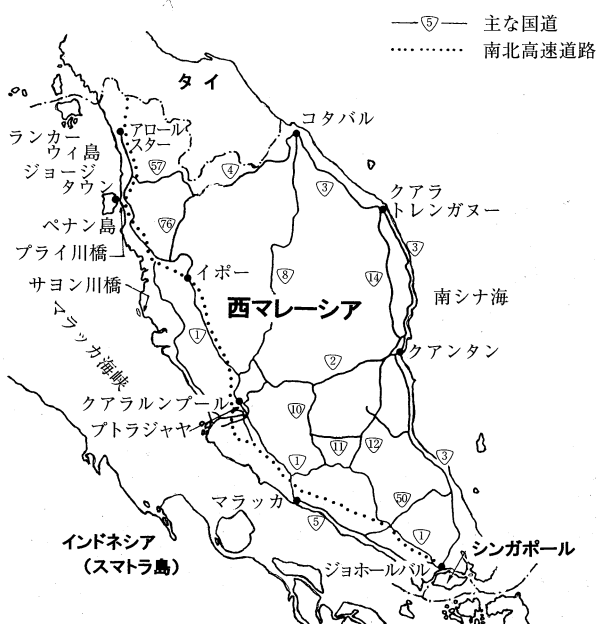 5 主な国道
南北高速道路
タイ
コタバル
ランカー
ウィ島
アロール
スター
57
4
3
ジョージ
タウン
クアラ
トレンガヌー
ペナン島
76
3
プライ川橋
イポー
8
14
サヨン川橋
西マレーシア
南シナ海
マラッカ海峡
1
2
クアンタン
クアラルンプール
10
プトラジャヤ
11
12
3
1
マラッカ
50
5
1
インドネシア
(スマトラ島)
シンガポール
ジョホールバル